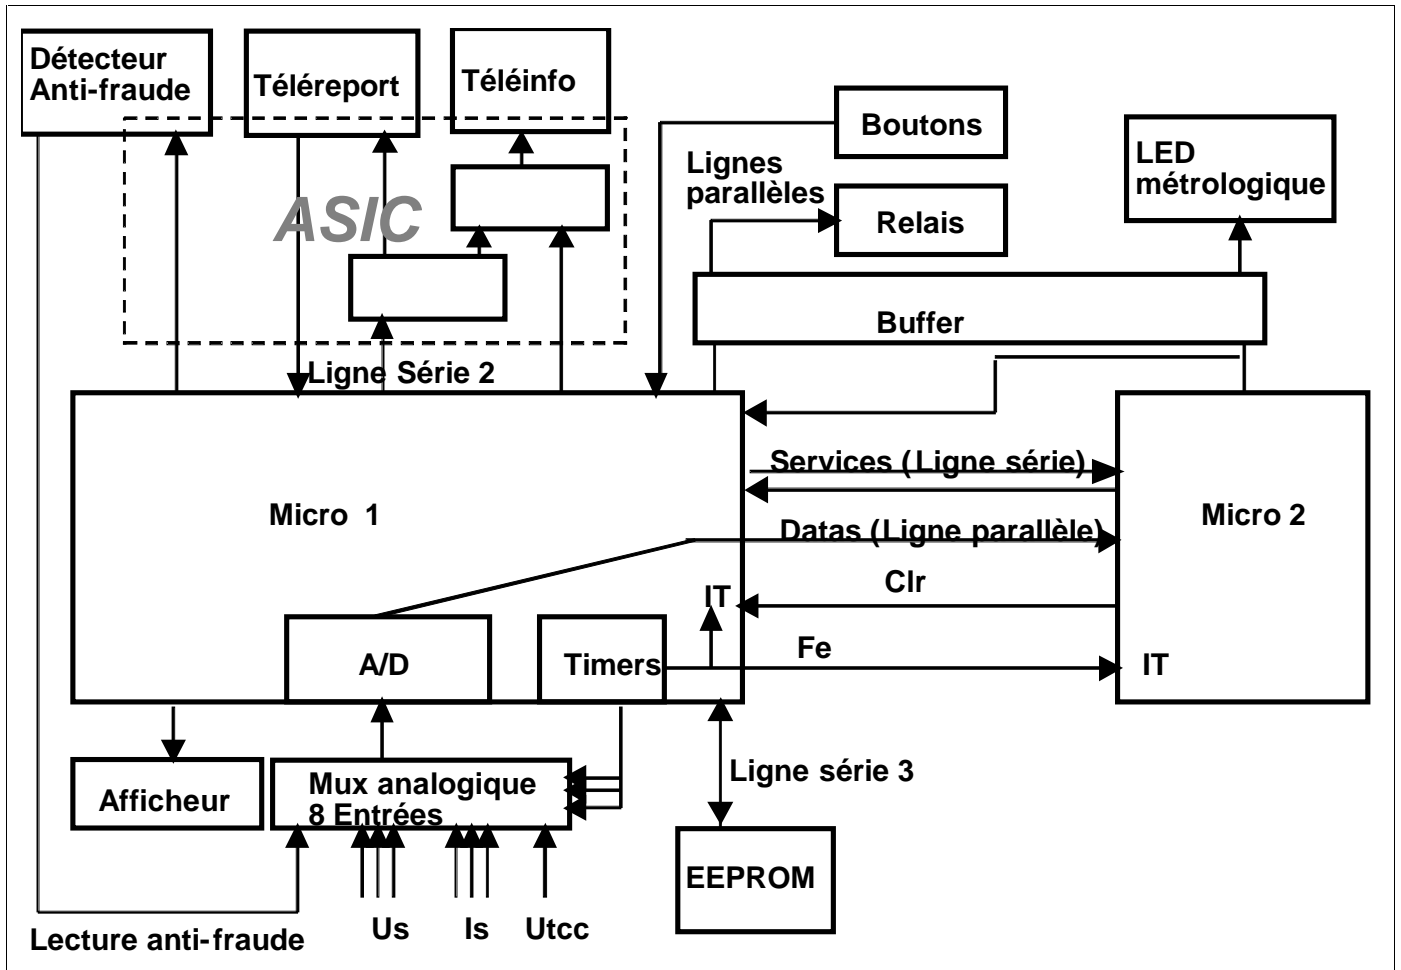 Détecteur
Anti-fraude
Téléreport
Téléinfo
Boutons
LED
métrologique
Lignes
parallèles
Relais
ASIC
Buffer
Ligne Série 2
Services (Ligne série)
Micro 1
Micro 2
Datas (Ligne parallèle)
Clr
IT
Fe
A/D
Timers
IT
Mux analogique
8 Entrées
Ligne série 3
Afficheur
EEPROM
Us
Is
Utcc
Lecture anti-fraude